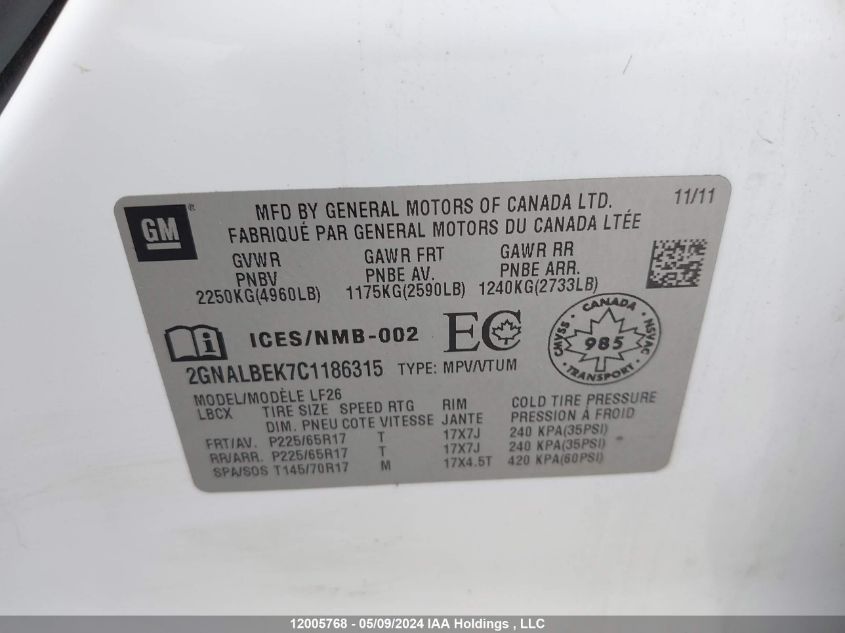 GM ®
MFD BY GENERAL MOTORS OF CANADA LTD. 11/11
FABRIQUÉ PAR GENERAL MOTORS DU CANADA LTÉE
GVWR GAWR FRT GAWR RR
PNBV PNBE AV. PNBE ARR.
2250KG(4960LB) 1175KG(2590LB) 1240KG(2733LB)
i ICES/NMB-002 EC
CANADA
CMVSS 985 NSVAC
TRANSPORT
2GNALBEK7C1186315 TYPE: MPV/VTUM
MODEL/MODÈLE LF26
LBCX TIRE SIZE SPEED RTG RIM COLD TIRE PRESSURE
DIM. PNEU COTE VITESSE JANTE PRESSION À FROID
FRT/AV. P225/65R17 T 17X7J 240 KPA(35PSI)
RR/ARR. P225/65R17 T 17X7J 240 KPA(35PSI)
SPA/SOS T145/70R17 M 17X4.5T 420 KPA(60PSI)
12005768 - 05/09/2024 IAA Holdings , LLC